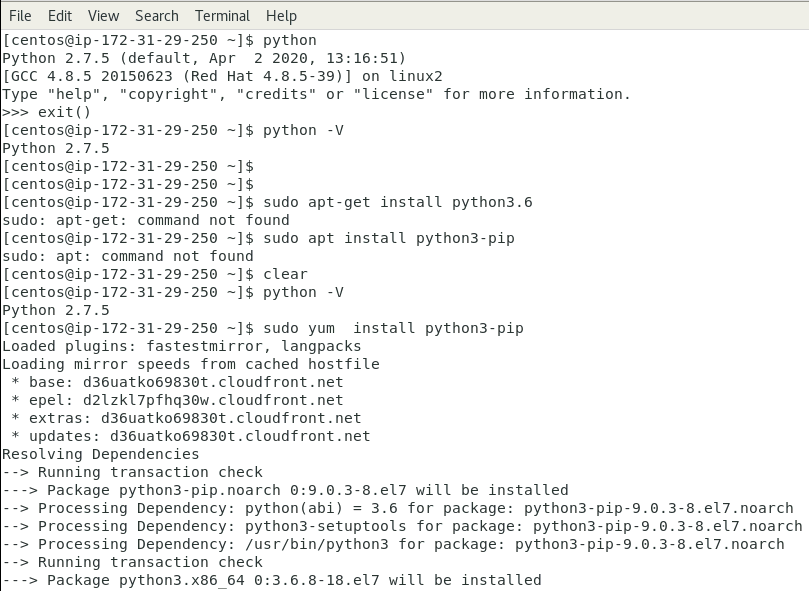 File Edit View Search Terminal Help
[centos@ip-172-31-29-250 ~]$ python
Python 2.7.5 (default, Apr  2 2020, 13:16:51)
[GCC 4.8.5 20150623 (Red Hat 4.8.5-39)] on linux2
Type "help", "copyright", "credits" or "license" for more information.
>>> exit()
[centos@ip-172-31-29-250 ~]$ python -V
Python 2.7.5
[centos@ip-172-31-29-250 ~]$
[centos@ip-172-31-29-250 ~]$
[centos@ip-172-31-29-250 ~]$ sudo apt-get install python3.6
sudo: apt-get: command not found
[centos@ip-172-31-29-250 ~]$ sudo apt install python3-pip
sudo: apt: command not found
[centos@ip-172-31-29-250 ~]$ clear
[centos@ip-172-31-29-250 ~]$ python -V
Python 2.7.5
[centos@ip-172-31-29-250 ~]$ sudo yum  install python3-pip
Loaded plugins: fastestmirror, langpacks
Loading mirror speeds from cached hostfile
 * base: d36uatko69830t.cloudfront.net
 * epel: d2lzkl7pfhq30w.cloudfront.net
 * extras: d36uatko69830t.cloudfront.net
 * updates: d36uatko69830t.cloudfront.net
Resolving Dependencies
--> Running transaction check
---> Package python3-pip.noarch 0:9.0.3-8.el7 will be installed
--> Processing Dependency: python(abi) = 3.6 for package: python3-pip-9.0.3-8.el7.noarch
--> Processing Dependency: python3-setuptools for package: python3-pip-9.0.3-8.el7.noarch
--> Processing Dependency: /usr/bin/python3 for package: python3-pip-9.0.3-8.el7.noarch
--> Running transaction check
---> Package python3.x86_64 0:3.6.8-18.el7 will be installed